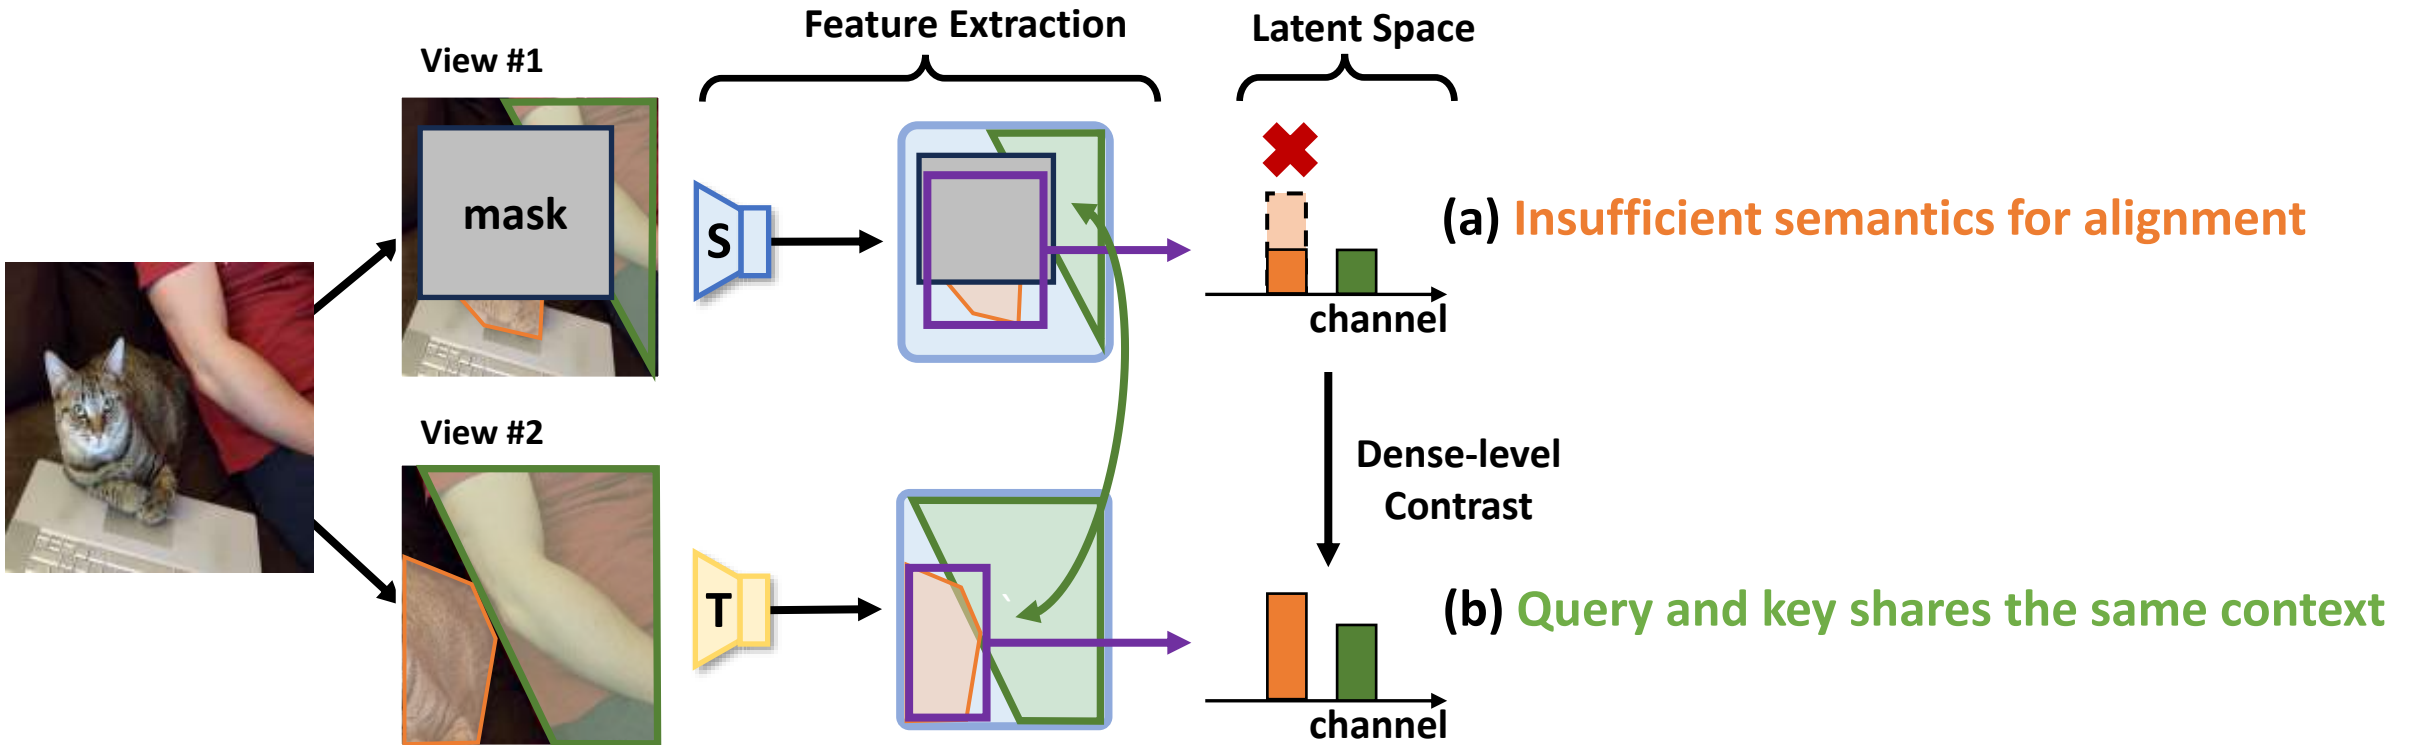 Feature Extraction
Latent Space
View #1
mask
S
(a) Insufficient semantics for alignment
channel
View #2
Dense-level
Contrast
T
(b) Query and key shares the same context
channel